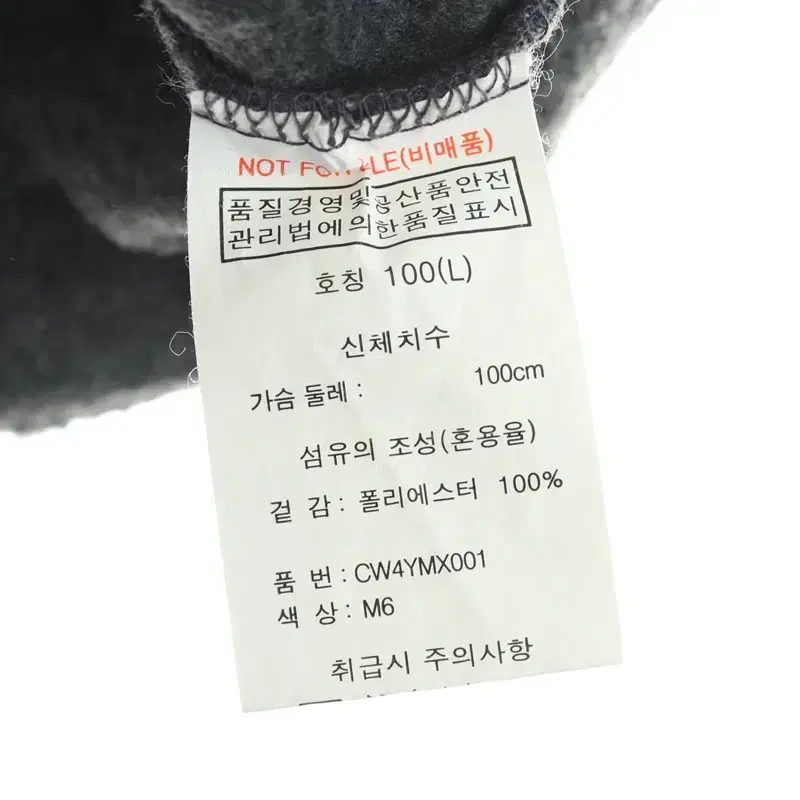 NOT (비매품)
품질경영및공산품안전
관리법에의한품질표시
호칭 100(L)
신체치수
가슴 둘레 : 100cm
섬유의 조성(혼용율)
겉 감 : 폴리에스터 100%
품 번 : CW4YMX001
색 상 : M6
취급시 주의사항